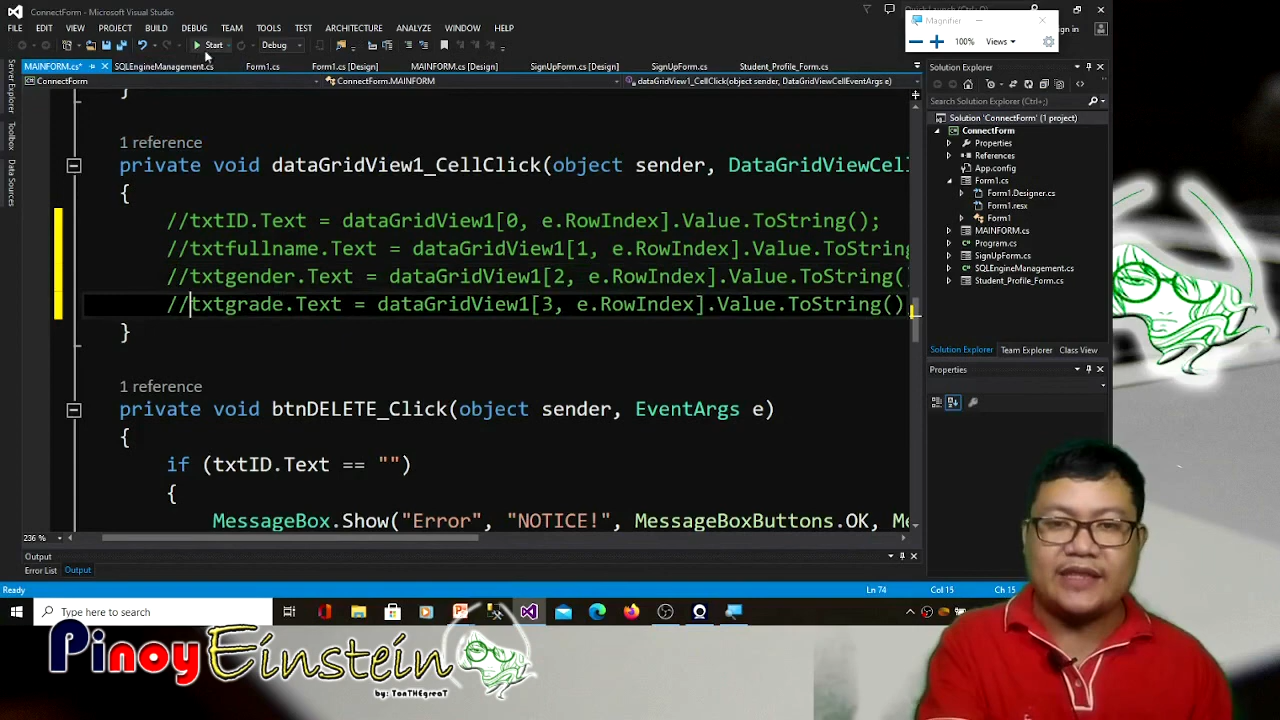 ConnectForm - Microsoft Visual Studio
Magnifier
100% Views
FILE EDIT VIEW PROJECT BUILD DEBUG TEAM TOOLS TEST ARCHITECTURE ANALYZE WINDOW HELP
Start Debug
MAINFORM.cs* SQLEngineManagement.cs Form1.cs Form1.cs [Design] MAINFORM.cs [Design] SignUpForm.cs [Design] SignUpForm.cs Student_Profile_Form.cs
ConnectForm ConnectForm.MAINFORM dataGridView1_CellClick(object sender, DataGridViewCellEventArgs e)
Server Explorer
Toolbox
Data Sources
}
1 reference
private void dataGridView1_CellClick(object sender, DataGridViewCell
{
//txtID.Text = dataGridView1[0, e.RowIndex].Value.ToString();
//txtfullname.Text = dataGridView1[1, e.RowIndex].Value.ToString
//txtgender.Text = dataGridView1[2, e.RowIndex].Value.ToString(
//txtgrade.Text = dataGridView1[3, e.RowIndex].Value.ToString()
}
1 reference
private void btnDELETE_Click(object sender, EventArgs e)
{
if (txtID.Text == "")
{
MessageBox.Show("Error", "NOTICE!", MessageBoxButtons.OK, Me
236 %
Solution Explorer
Search Solution Explorer (Ctrl+;)
Solution 'ConnectForm' (1 project)
ConnectForm
Properties
References
App.config
Form1.cs
Form1.Designer.cs
Form1.resx
Form1
MAINFORM.cs
Program.cs
SignUpForm.cs
SQLEngineManagement.cs
Student_Profile_Form.cs
Solution Explorer Team Explorer Class View
Properties
Output
Error List Output
Ready Ln 74 Col 15 Ch 15
Type here to search
Pinoy Einstein
by: TonTHEgreaT